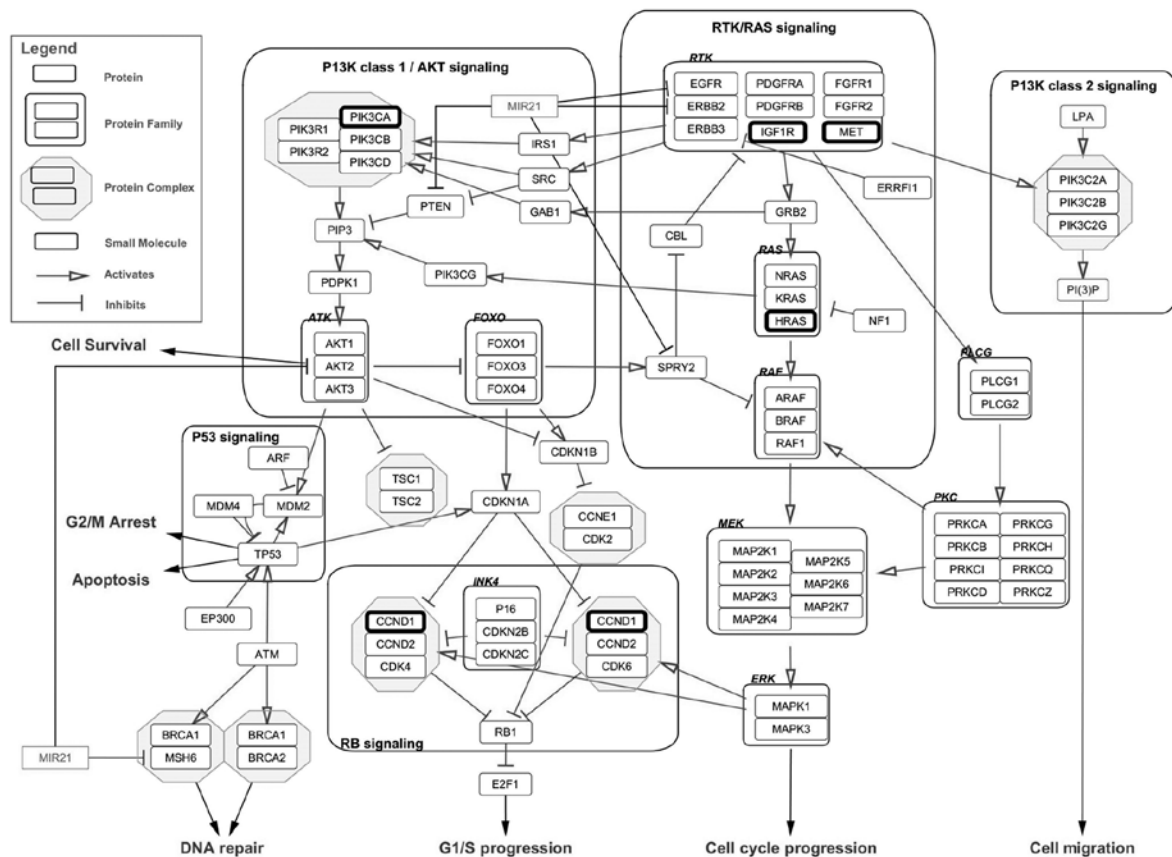 Legend
Protein
Protein Family
Protein Complex
Small Molecule
Activates
Inhibits
P13K class 1 / AKT signaling
PIK3CA
PIK3R1
PIK3CB
PIK3R2
PIK3CD
MIR21
IRS1
SRC
PTEN
GAB1
PIP3
PIK3CG
PDPK1
ATK
AKT1
AKT2
AKT3
FOXO
FOXO1
FOXO3
FOXO4
Cell Survival
RTK/RAS signaling
RTK
EGFR
PDGFRA
FGFR1
ERBB2
PDGFRB
FGFR2
ERBB3
IGF1R
MET
ERRFI1
CBL
GRB2
RAS
NRAS
KRAS
HRAS
NF1
SPRY2
RAF
ARAF
BRAF
RAF1
P13K class 2 signaling
LPA
PIK3C2A
PIK3C2B
PIK3C2G
PI(3)P
PLCG
PLCG1
PLCG2
PKC
PRKCA
PRKCG
PRKCB
PRKCH
PRKCI
PRKCQ
PRKCD
PRKCZ
P53 signaling
ARF
MDM4
MDM2
TP53
G2/M Arrest
Apoptosis
EP300
ATM
TSC1
TSC2
CDKN1B
CDKN1A
CCNE1
CDK2
MEK
MAP2K1
MAP2K5
MAP2K2
MAP2K6
MAP2K3
MAP2K7
MAP2K4
INK4
P16
CDKN2B
CDKN2C
CCND1
CCND2
CDK4
CCND1
CCND2
CDK6
RB1
RB signaling
ERK
MAPK1
MAPK3
MIR21
BRCA1
MSH6
BRCA1
BRCA2
E2F1
DNA repair
G1/S progression
Cell cycle progression
Cell migration